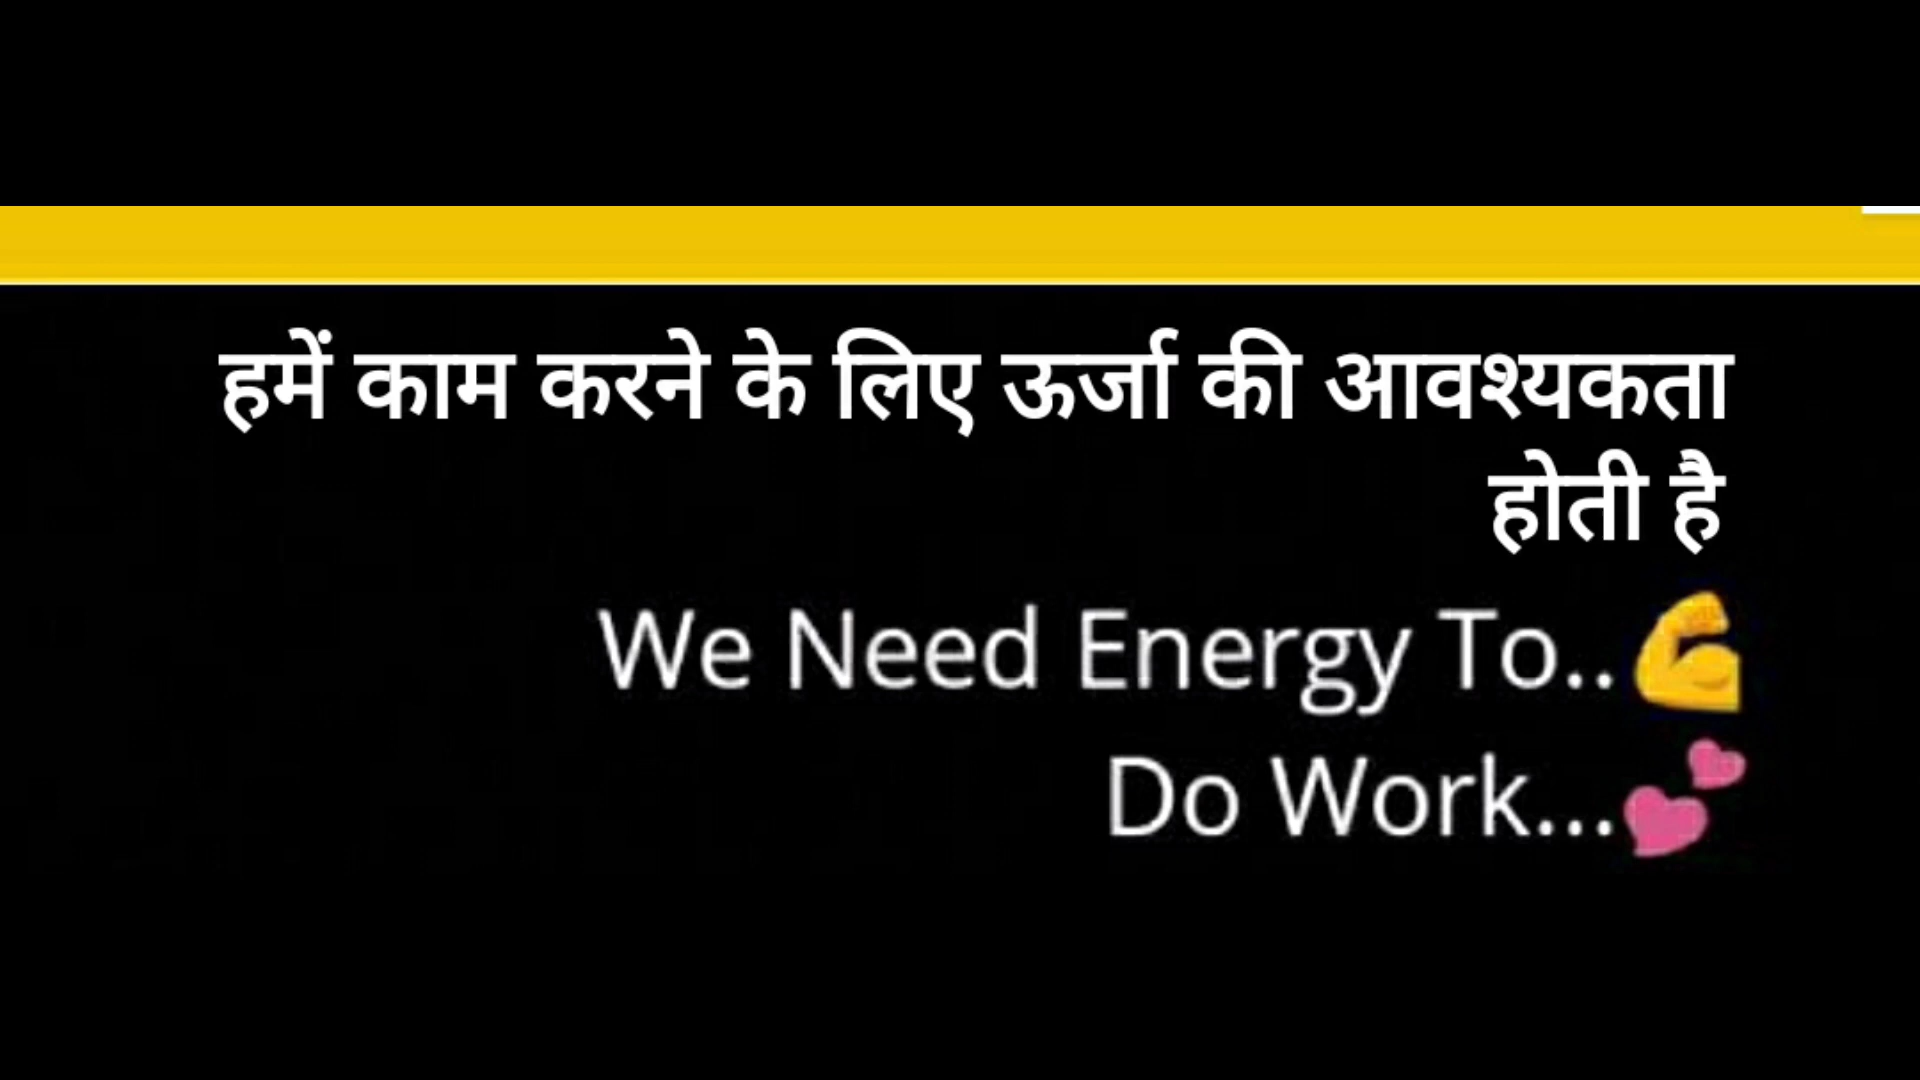 हमें काम करने के लिए ऊर्जा की आवश्यकता
होती है
We Need Energy To..💪
Do Work...💕